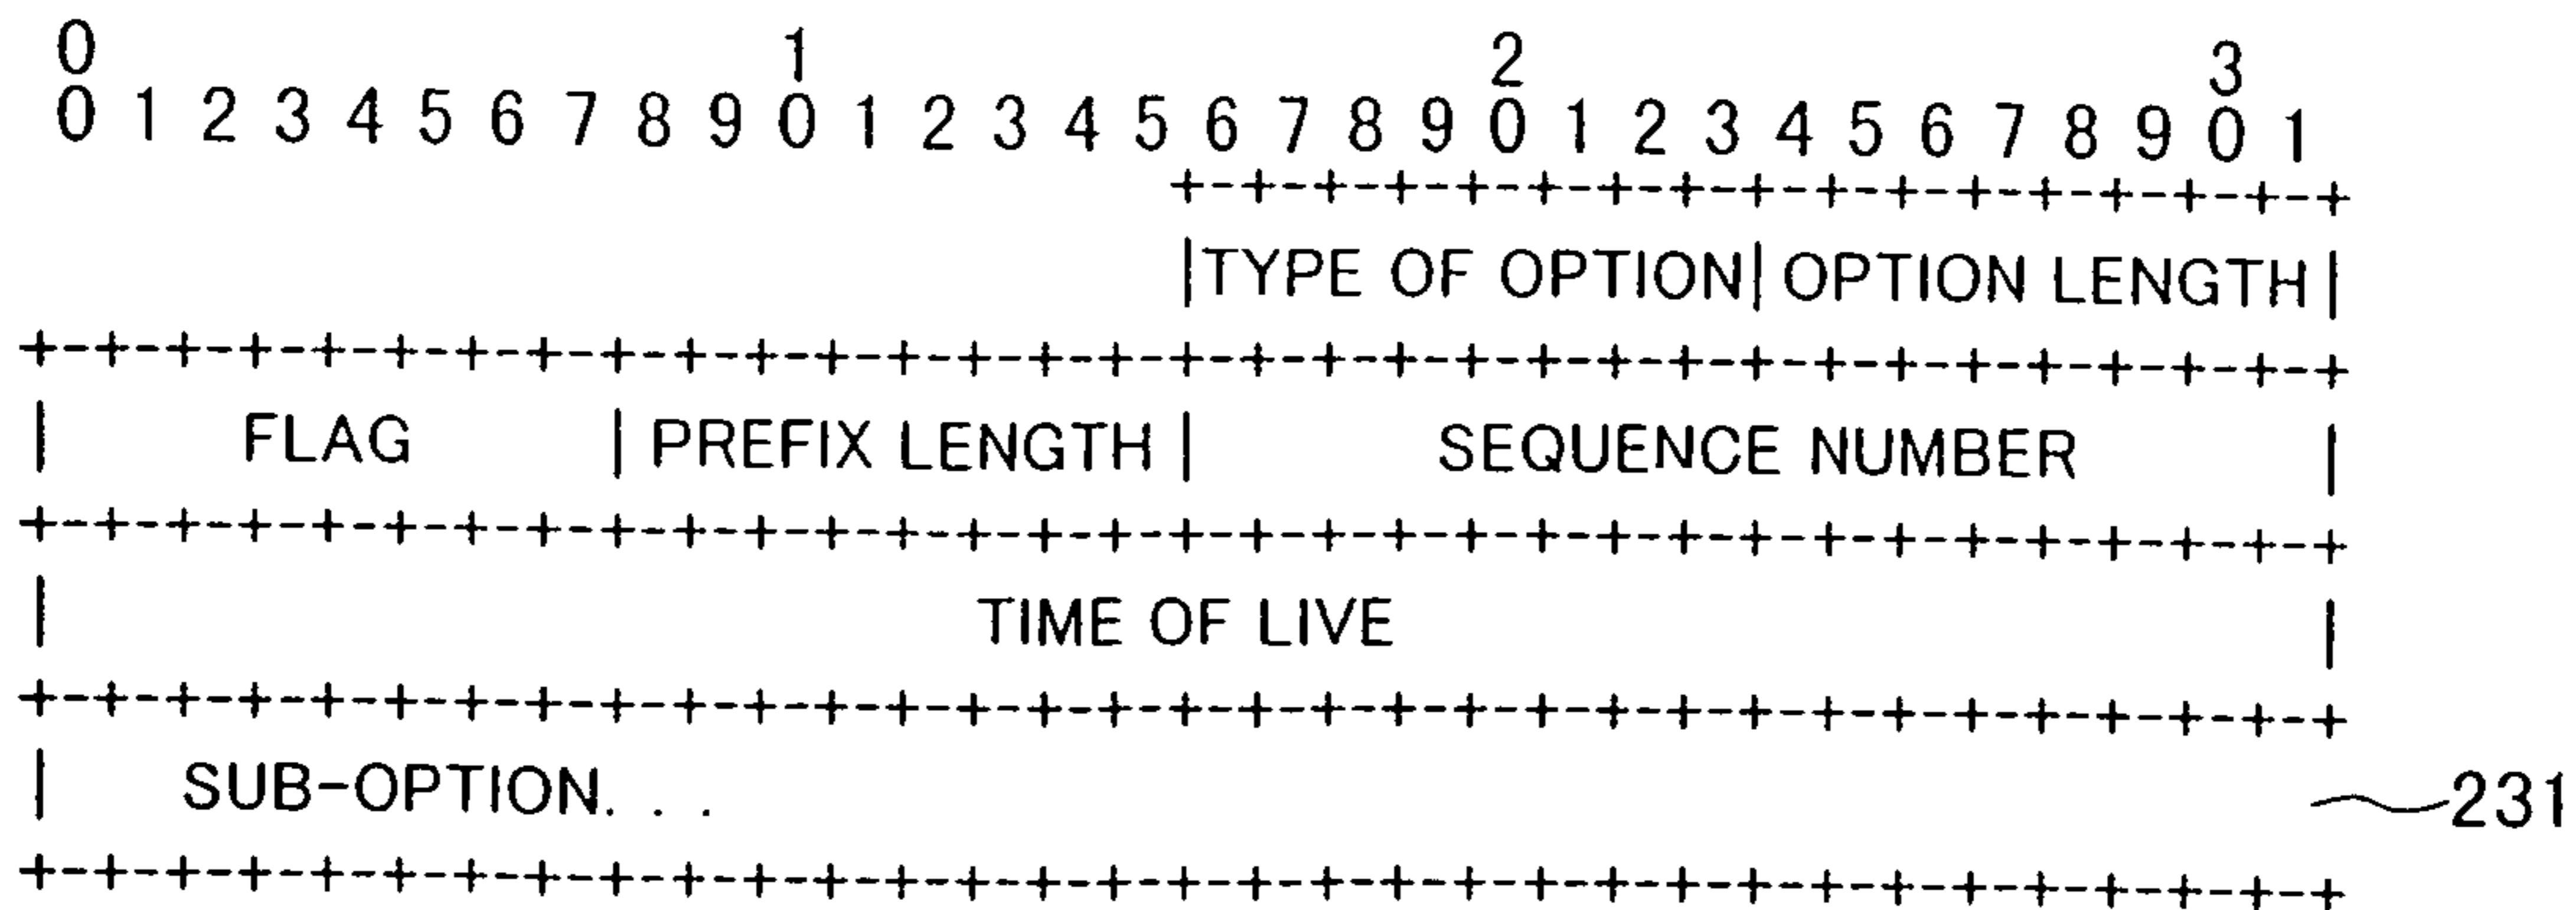 0 1 2 3
0 1 2 3 4 5 6 7 8 9 0 1 2 3 4 5 6 7 8 9 0 1 2 3 4 5 6 7 8 9 0 1
+-+-+-+-+-+-+-+-+-+-+-+-+-+-+-+-+
|TYPE OF OPTION| OPTION LENGTH|
+-+-+-+-+-+-+-+-+-+-+-+-+-+-+-+-+-+-+-+-+-+-+-+-+-+-+-+-+-+-+-+-+
| FLAG | PREFIX LENGTH | SEQUENCE NUMBER |
+-+-+-+-+-+-+-+-+-+-+-+-+-+-+-+-+-+-+-+-+-+-+-+-+-+-+-+-+-+-+-+-+
| TIME OF LIVE |
+-+-+-+-+-+-+-+-+-+-+-+-+-+-+-+-+-+-+-+-+-+-+-+-+-+-+-+-+-+-+-+-+
| SUB-OPTION. . . 231
+-+-+-+-+-+-+-+-+-+-+-+-+-+-+-+-+-+-+-+-+-+-+-+-+-+-+-+-+-+-+-+-+